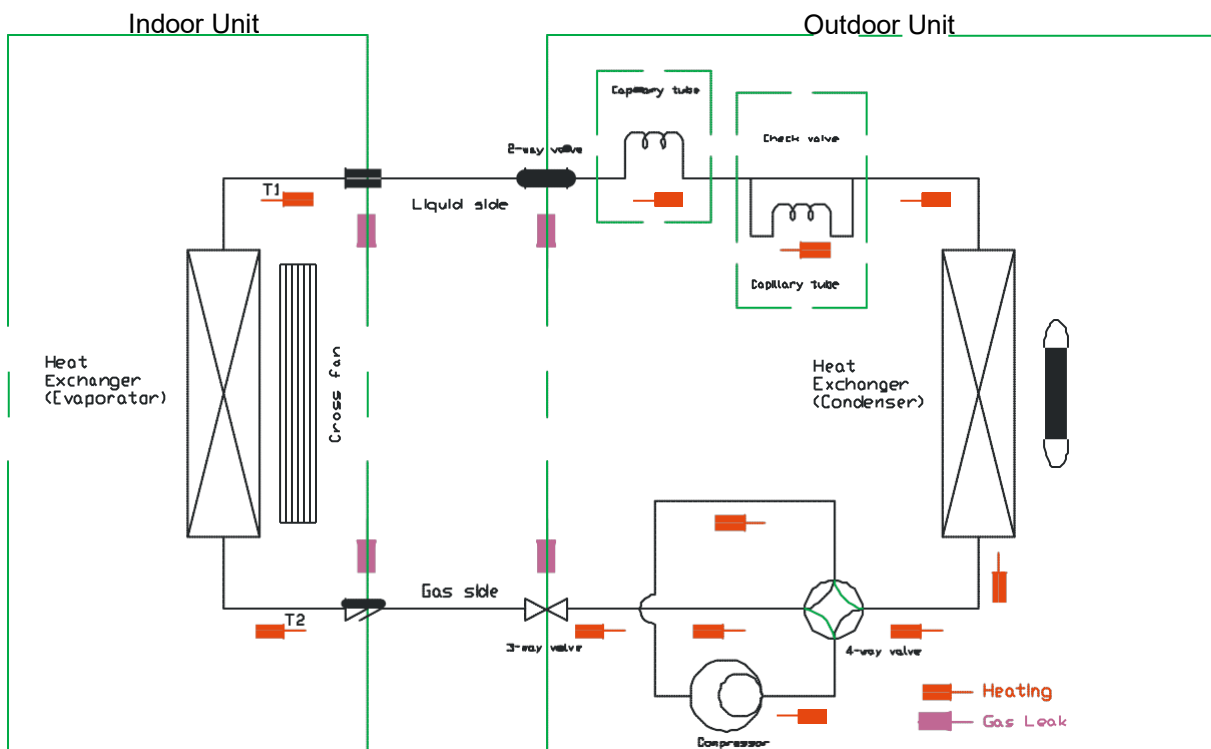 Indoor Unit
Outdoor Unit
Capillary tube
Check valve
2-way valve
T1
Liquid side
Capillary tube
Heat
Exchanger
(Evaporator)
Cross fan
Heat
Exchanger
(Condenser)
Gas side
T2
3-way valve
4-way valve
Heating
Gas Leak
Compressor